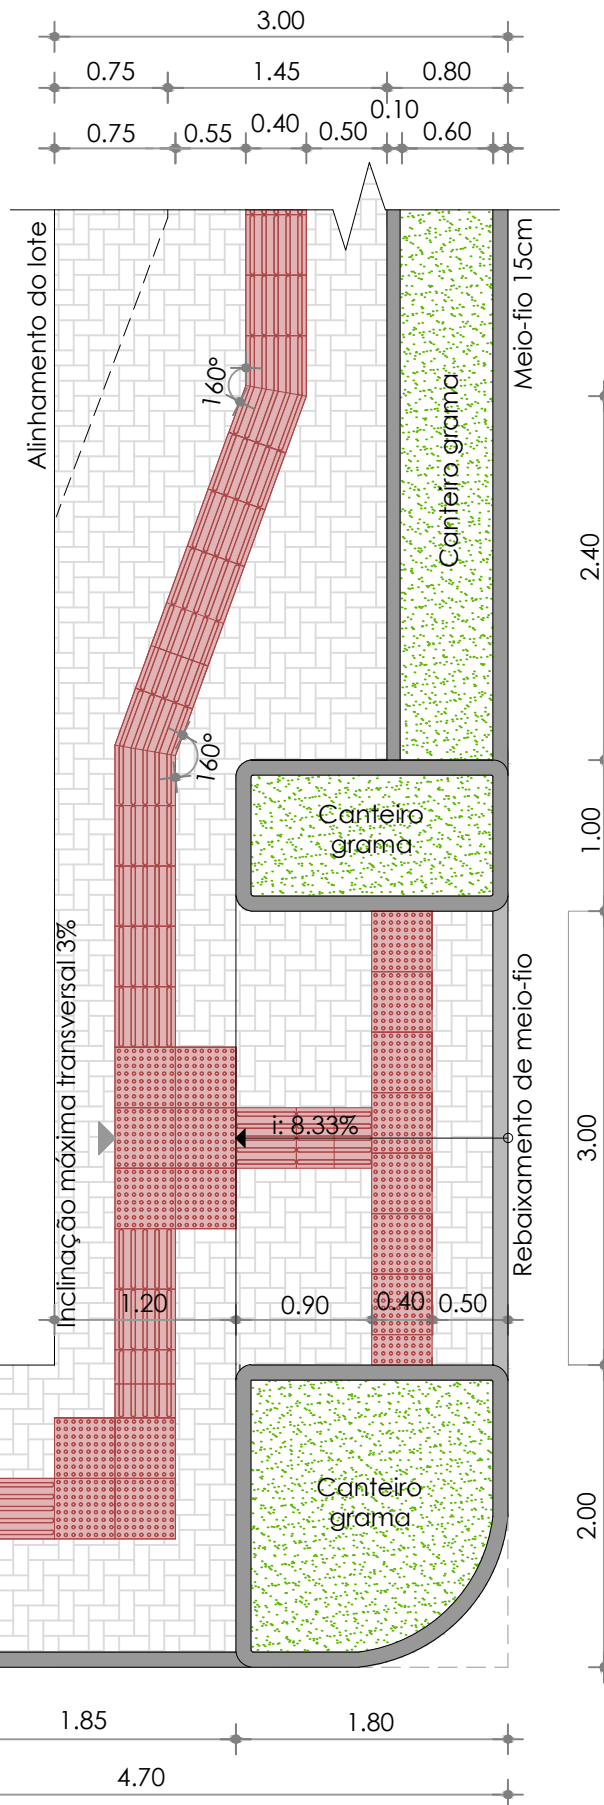 3.00
0.75 1.45 0.80
0.10
0.75 0.55 0.40 0.50 0.60
Alinhamento do lote
Meio-fio 15cm
160°
Canteiro grama
2.40
160°
Canteiro
grama
1.00
Inclinação máxima transversal 3%
Rebaixamento de meio-fio
i: 8.33%
3.00
1.20 0.90 0.40 0.50
Canteiro
grama
2.00
1.85 1.80
4.70